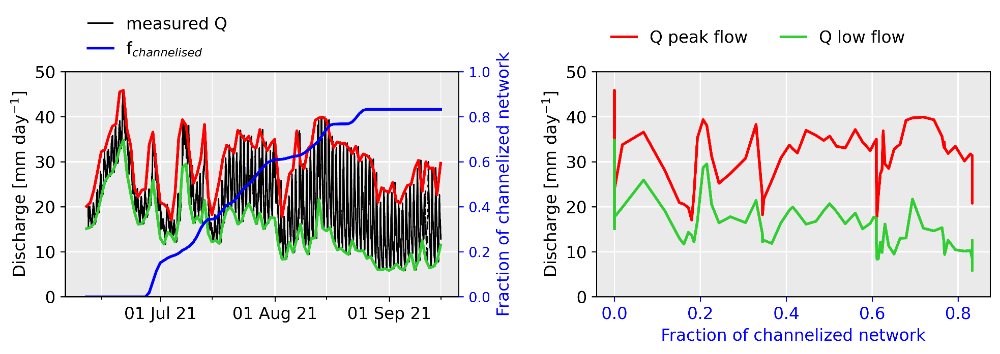 measured Q
f_channelised
Discharge [mm day⁻¹]
50
40
30
20
10
0
01 Jul 21
01 Aug 21
01 Sep 21
1.0
0.8
0.6
0.4
0.2
0.0
Fraction of channelized network
Q peak flow
Q low flow
Discharge [mm day⁻¹]
50
40
30
20
10
0
0.0
0.2
0.4
0.6
0.8
Fraction of channelized network